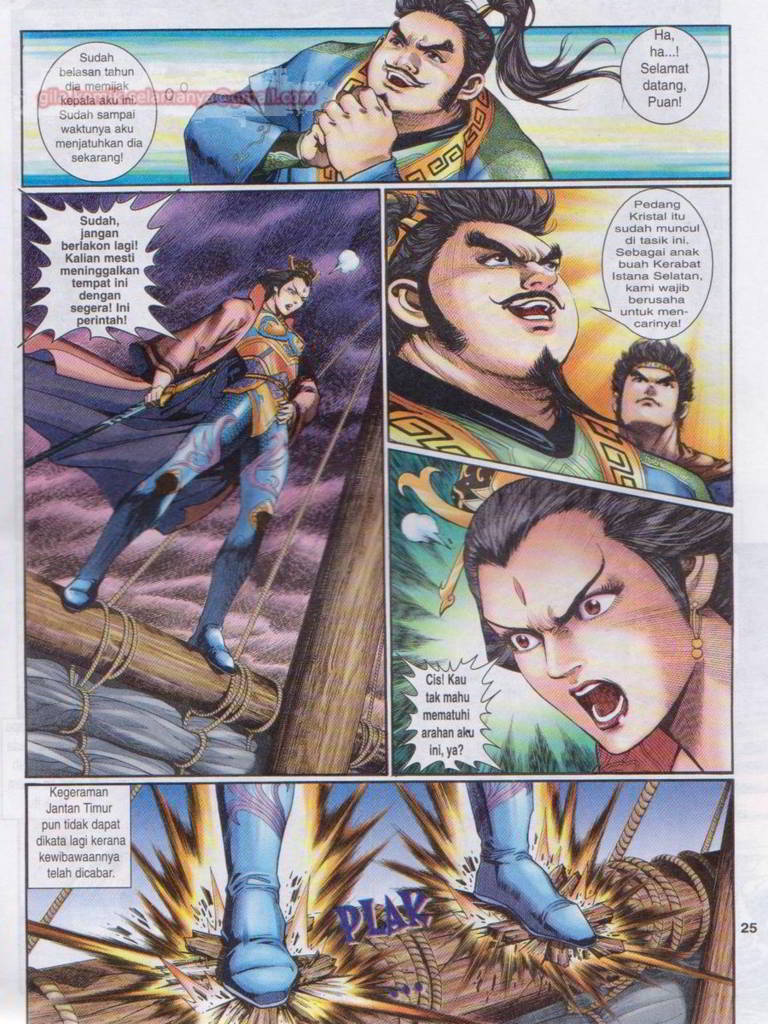 Sudah
belasan tahun
dia memijak
kepala aku ini.
Sudah sampai
waktunya aku
menjatuhkan dia
sekarang!
Ha,
ha...!
Selamat
datang,
Puan!
Sudah,
jangan
berlakon lagi!
Kalian mesti
meninggalkan
tempat ini
dengan
segera! Ini
perintah!
Pedang
Kristal itu
sudah muncul
di tasik ini.
Sebagai anak
buah Kerabat
Istana Selatan,
kami wajib
berusaha
untuk men-
carinya!
Cis! Kau
tak mahu
mematuhi
arahan aku
ini, ya?
Kegeraman
Jantan Timur
pun tidak dapat
dikata lagi kerana
kewibawaannya
telah dicabar.
PLAK
...
25